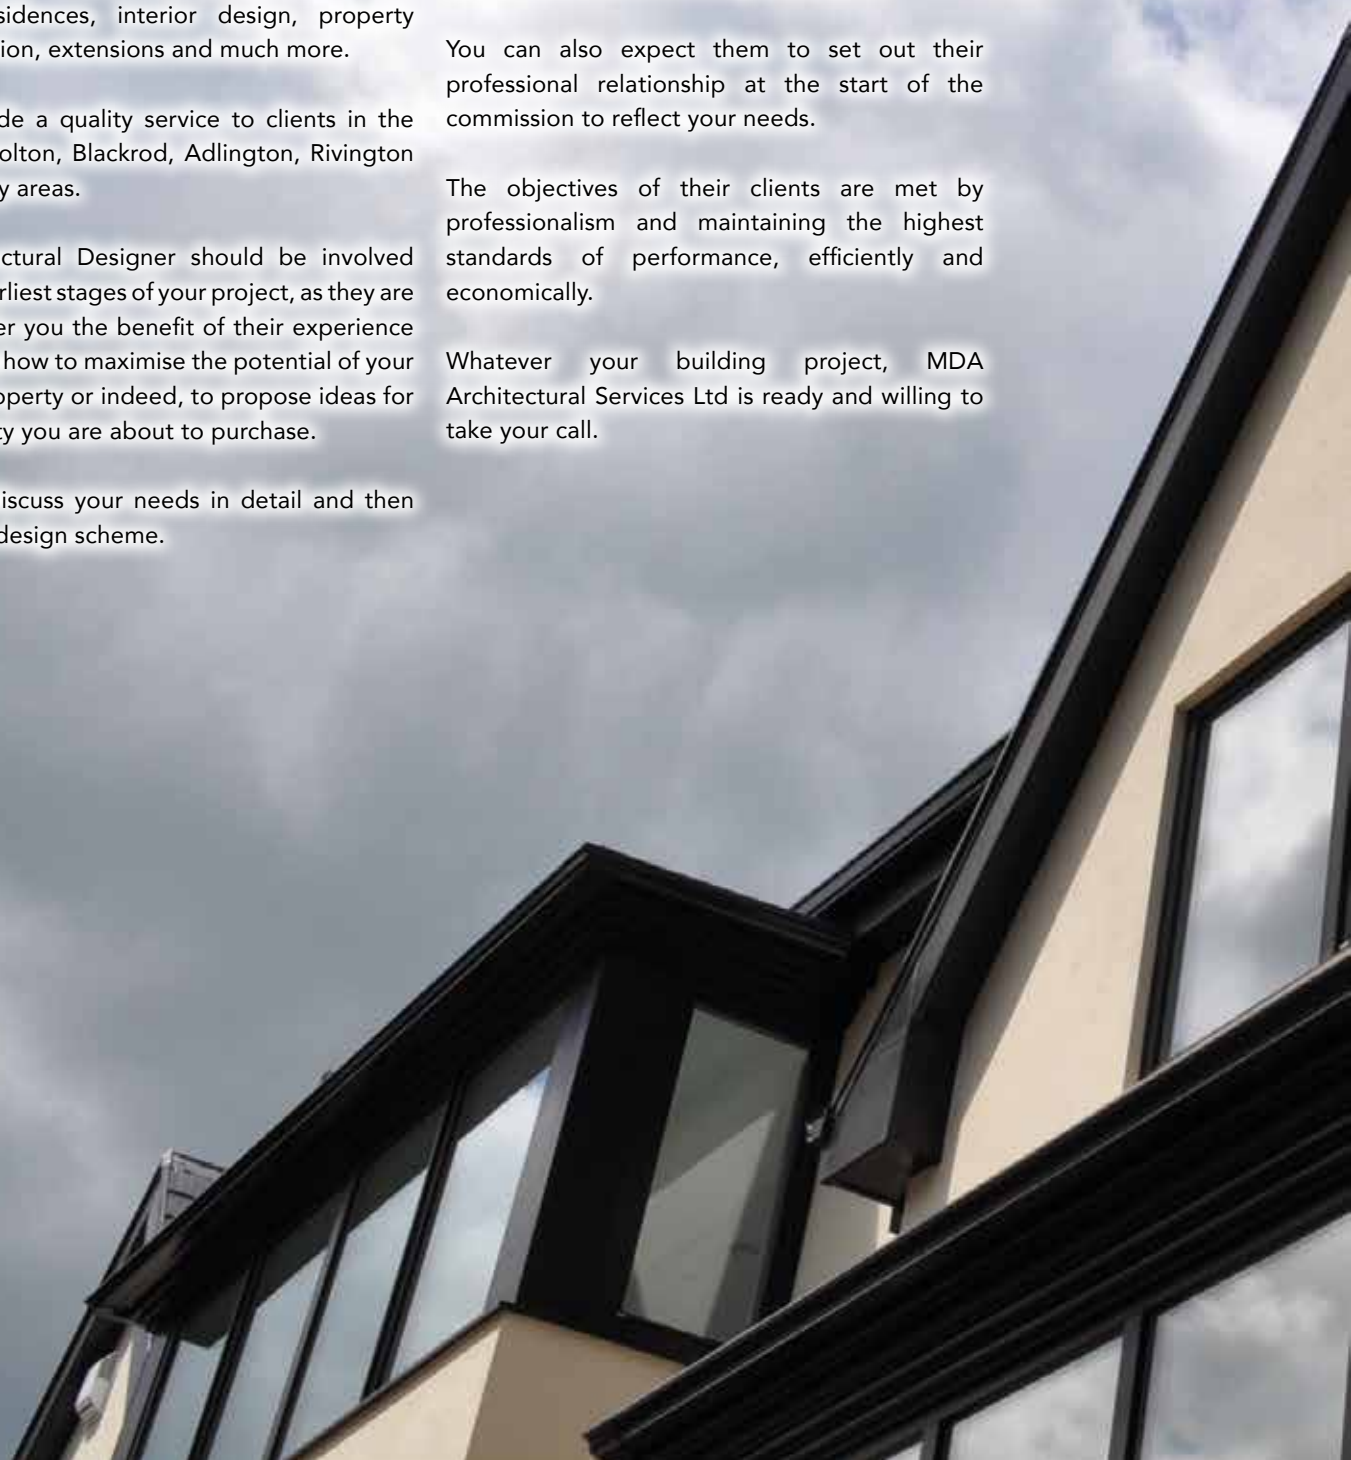 sidences, interior design, property
ion, extensions and much more.
de a quality service to clients in the
olton, Blackrod, Adlington, Rivington
y areas.
ctural Designer should be involved
rliest stages of your project, as they are
er you the benefit of their experience
how to maximise the potential of your
operty or indeed, to propose ideas for
ty you are about to purchase.
iscuss your needs in detail and then
design scheme.
You can also expect them to set out their
professional relationship at the start of the
commission to reflect your needs.
The objectives of their clients are met by
professionalism and maintaining the highest
standards of performance, efficiently and
economically.
Whatever your building project, MDA
Architectural Services Ltd is ready and willing to
take your call.